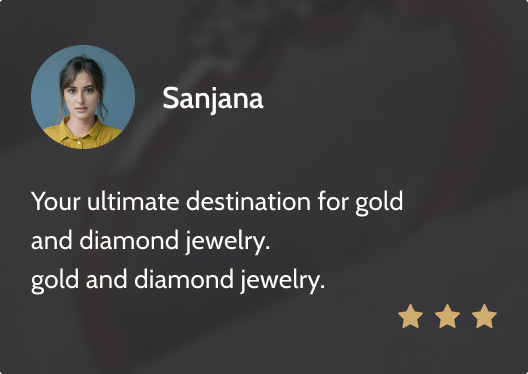 Sanjana
Your ultimate destination for gold
and diamond jewelry.
gold and diamond jewelry.